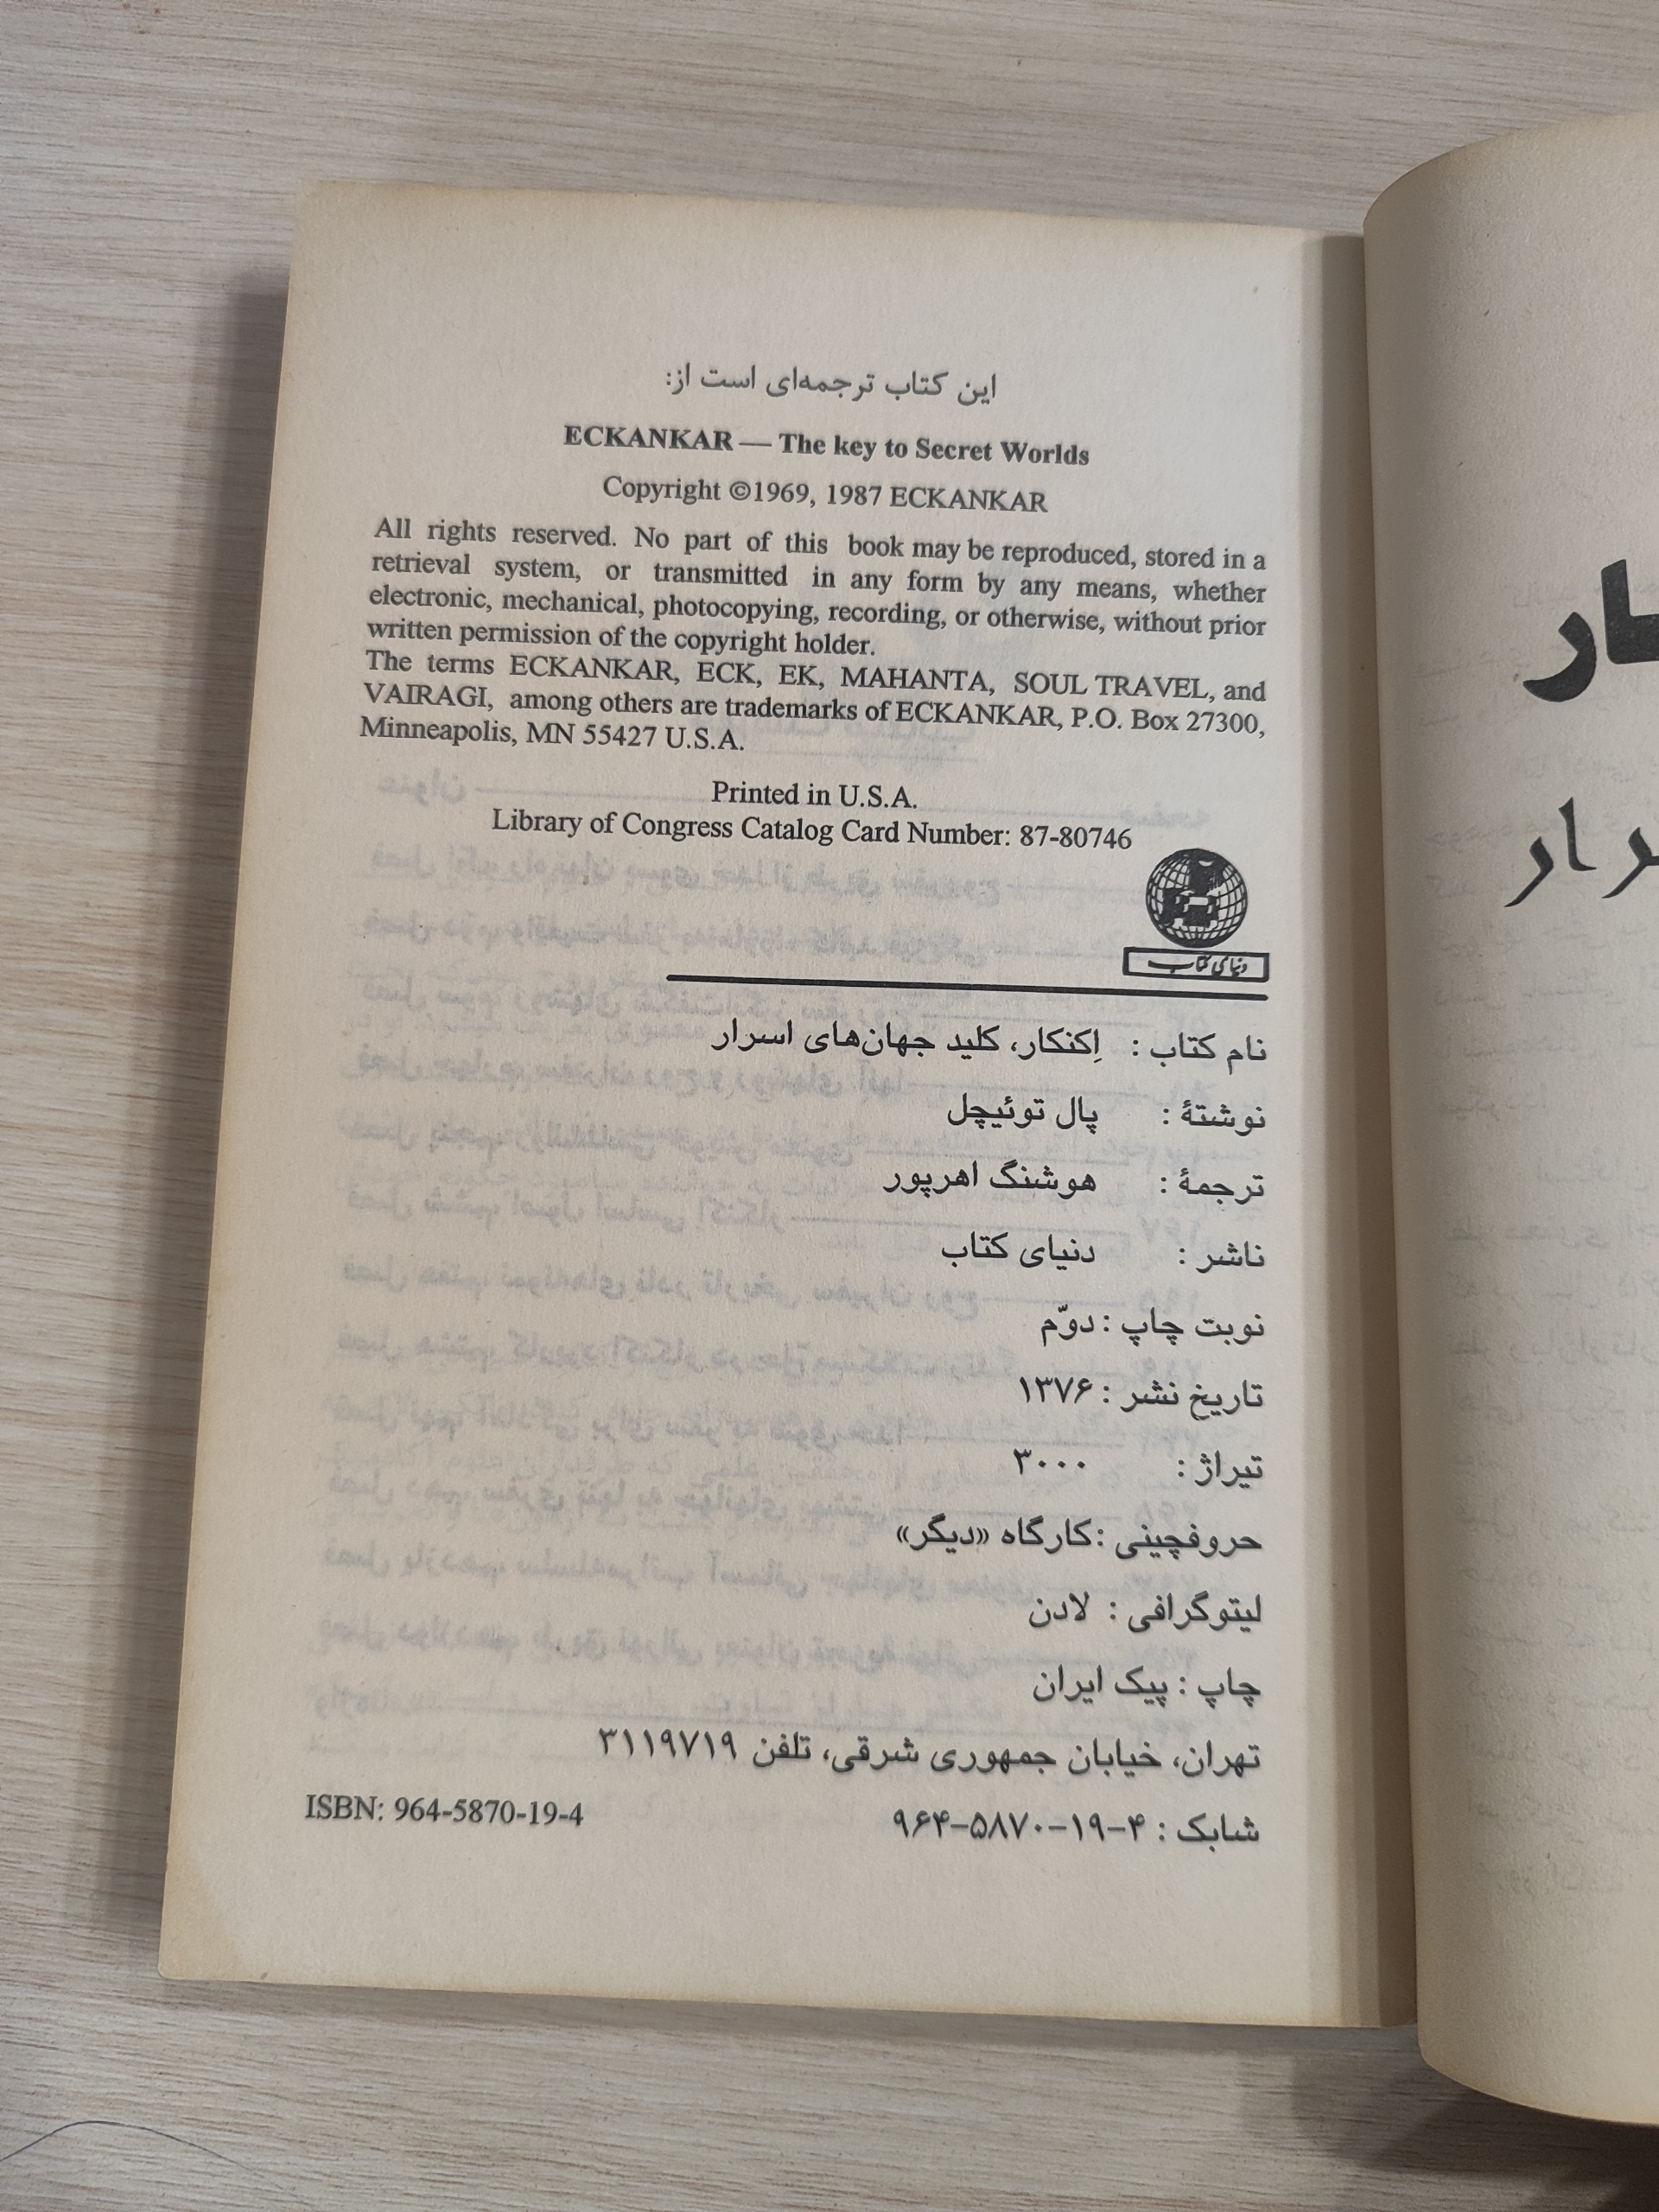 این کتاب ترجمه‌ای است از:
ECKANKAR — The key to Secret Worlds
Copyright ©1969, 1987 ECKANKAR
All rights reserved. No part of this book may be reproduced, stored in a
retrieval system, or transmitted in any form by any means, whether
electronic, mechanical, photocopying, recording, or otherwise, without prior
written permission of the copyright holder.
The terms ECKANKAR, ECK, EK, MAHANTA, SOUL TRAVEL, and
VAIRAGI, among others are trademarks of ECKANKAR, P.O. Box 27300,
Minneapolis, MN 55427 U.S.A.
Printed in U.S.A.
Library of Congress Catalog Card Number: 87-80746
دنیای کتاب
نام کتاب : اِکنکار، کلید جهان‌های اسرار
نوشتهٔ : پال توئیچل
ترجمهٔ : هوشنگ اهرپور
ناشر : دنیای کتاب
نوبت چاپ : دوّم
تاریخ نشر : ۱۳۷۶
تیراژ : ۳۰۰۰
حروفچینی : کارگاه «دیگر»
لیتوگرافی : لادن
چاپ : پیک ایران
تهران، خیابان جمهوری شرقی، تلفن ۳۱۱۹۷۱۹
شابک : ۴-۱۹-۵۸۷۰-۹۶۴
ISBN: 964-5870-19-4